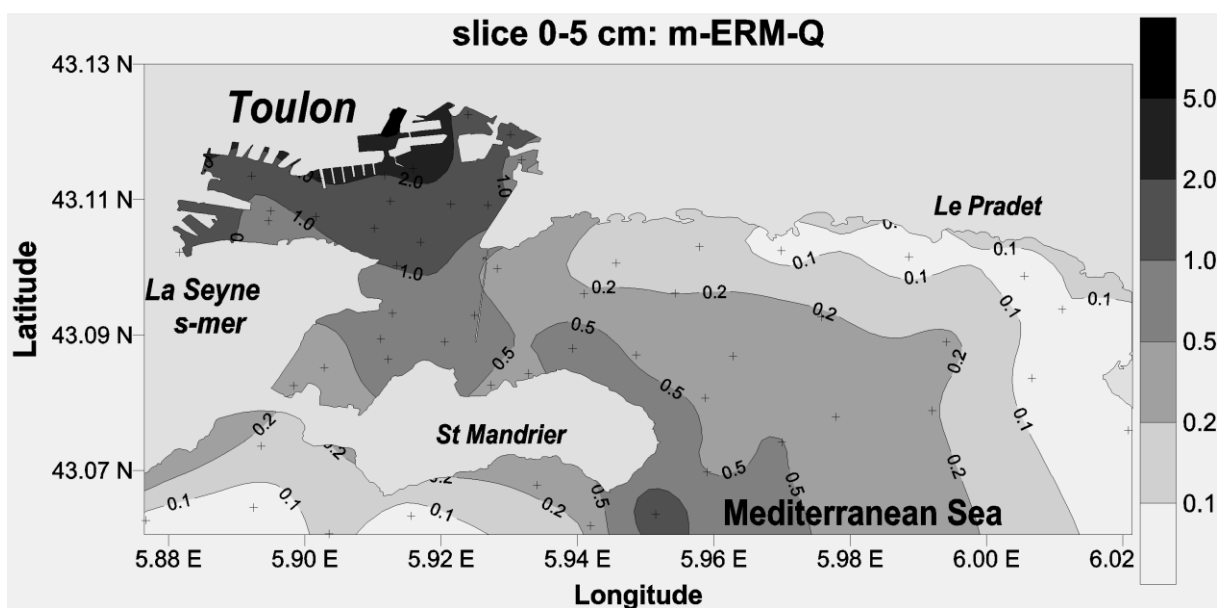 slice 0-5 cm: m-ERM-Q
43.13 N
43.11 N
43.09 N
43.07 N
Latitude
Toulon
La Seyne
s-mer
St Mandrier
Le Pradet
Mediterranean Sea
2.0
1.0
1.0
1.0
0.5
0.2
0.2
0.2
0.2
0.5
0.5
0.5
0.5
0.5
0.2
0.2
0.2
0.2
0.1
0.1
0.1
0.1
0.1
0.1
0.1
5.88 E
5.90 E
5.92 E
5.94 E
5.96 E
5.98 E
6.00 E
6.02
Longitude
5.0
2.0
1.0
0.5
0.2
0.1